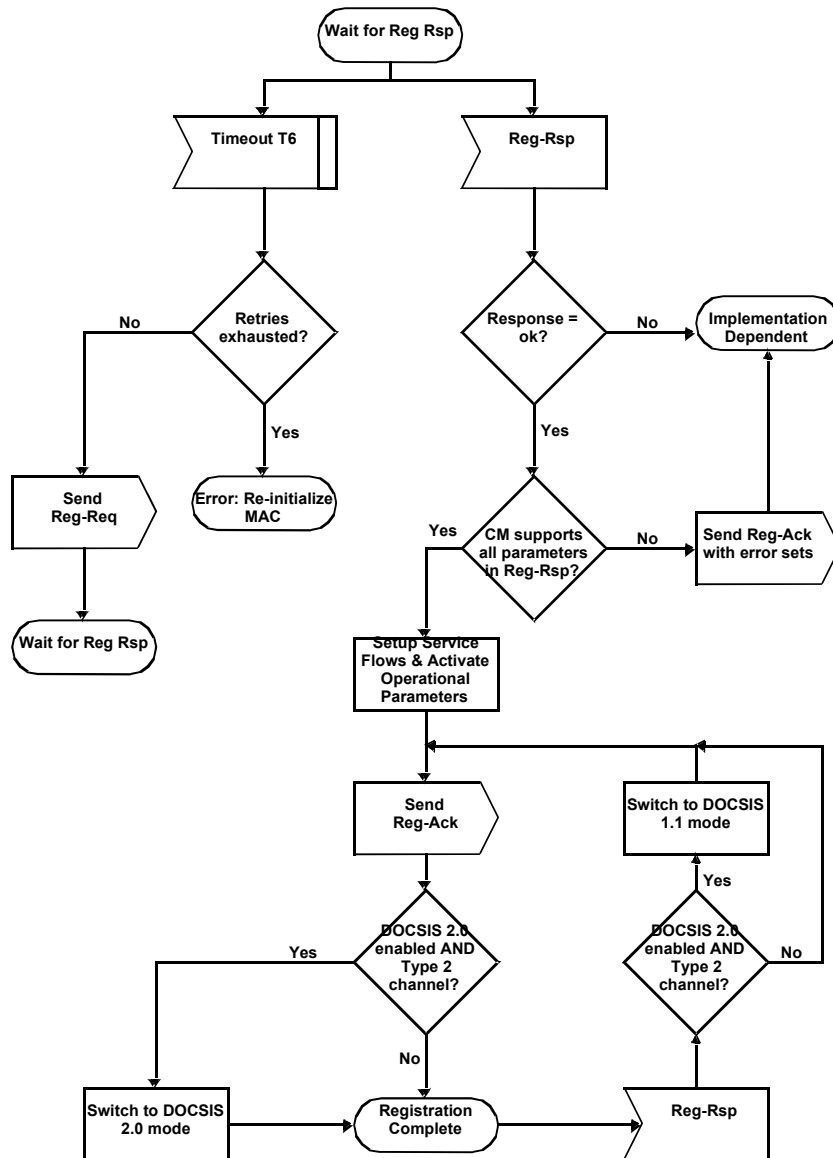 Wait for Reg Rsp
Timeout T6
Reg-Rsp
No
Retries
exhausted?
Response =
ok?
No
Implementation
Dependent
Yes
Yes
Send
Reg-Req
Error: Re-initialize
MAC
Yes
CM supports
all parameters
in Reg-Rsp?
No
Send Reg-Ack
with error sets
Wait for Reg Rsp
Setup Service
Flows & Activate
Operational
Parameters
Send
Reg-Ack
Switch to DOCSIS
1.1 mode
Yes
Yes
DOCSIS 2.0
enabled AND
Type 2
channel?
DOCSIS 2.0
enabled AND
Type 2
channel?
No
No
Switch to DOCSIS
2.0 mode
Registration
Complete
Reg-Rsp